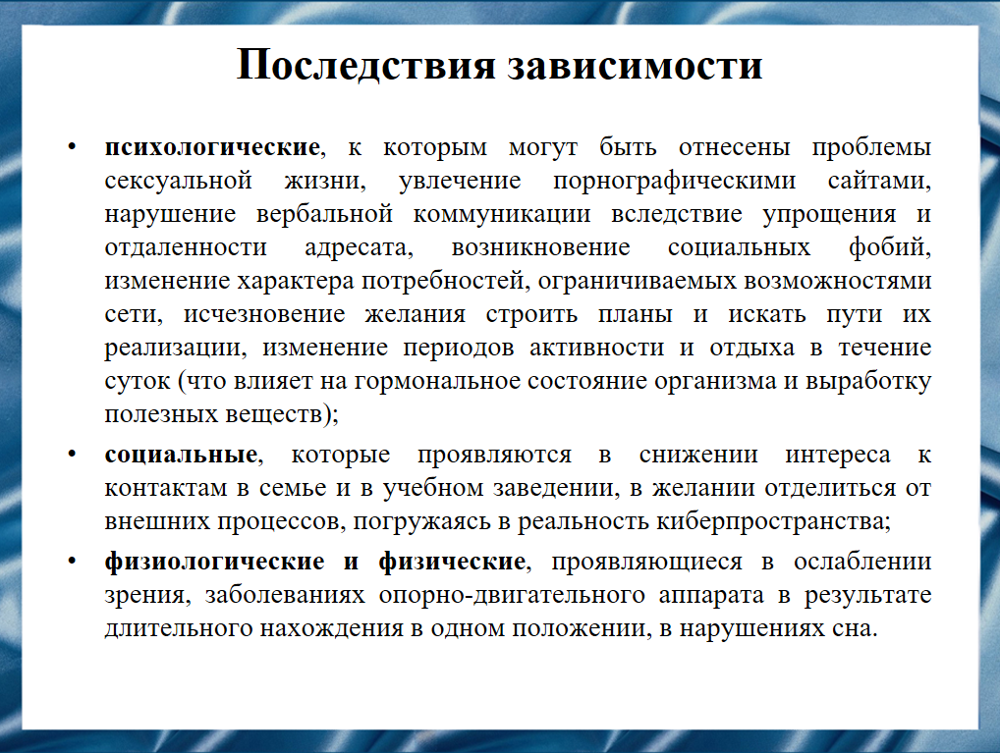 Последствия зависимости
• психологические, к которым могут быть отнесены проблемы
сексуальной жизни, увлечение порнографическими сайтами,
нарушение вербальной коммуникации вследствие упрощения и
отдаленности адресата, возникновение социальных фобий,
изменение характера потребностей, ограничиваемых возможностями
сети, исчезновение желания строить планы и искать пути их
реализации, изменение периодов активности и отдыха в течение
суток (что влияет на гормональное состояние организма и выработку
полезных веществ);
• социальные, которые проявляются в снижении интереса к
контактам в семье и в учебном заведении, в желании отделиться от
внешних процессов, погружаясь в реальность киберпространства;
• физиологические и физические, проявляющиеся в ослаблении
зрения, заболеваниях опорно-двигательного аппарата в результате
длительного нахождения в одном положении, в нарушениях сна.